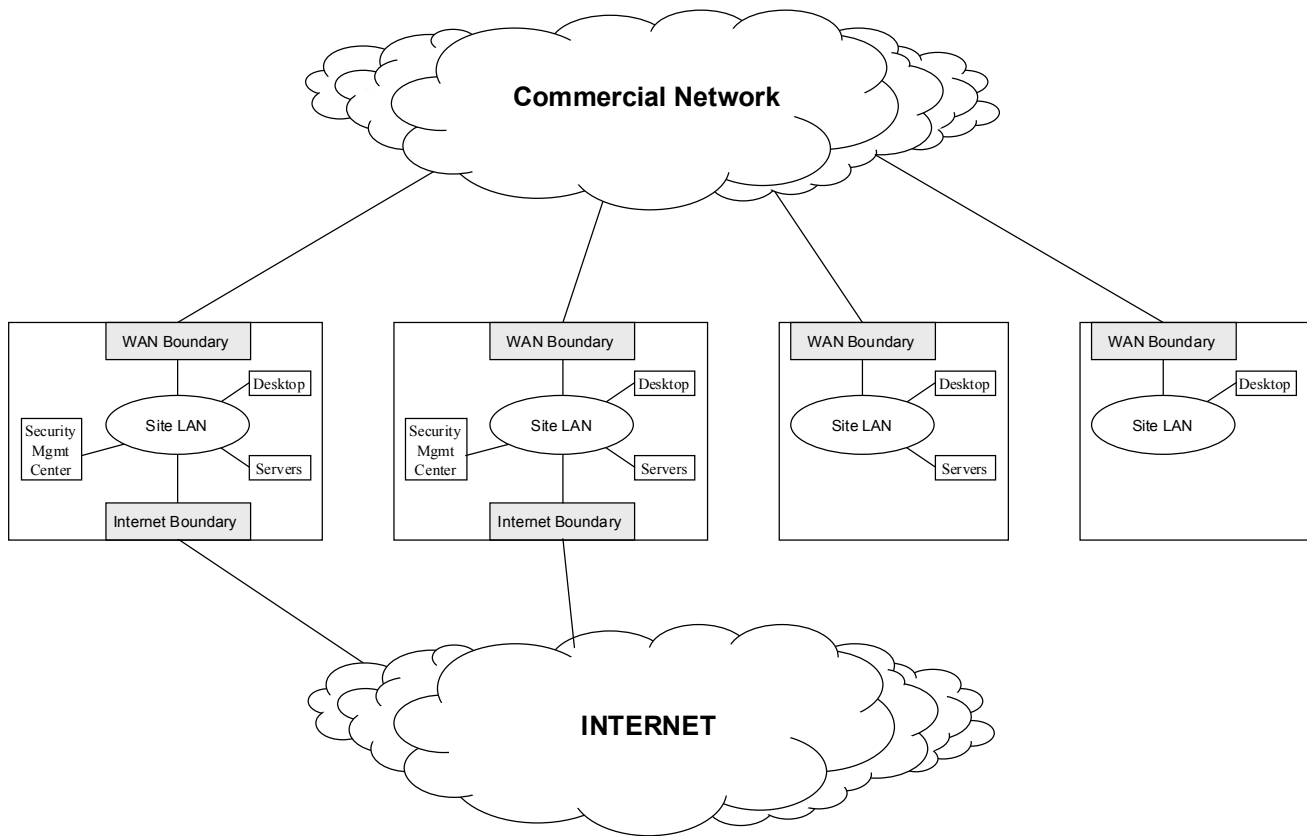 Commercial Network
WAN Boundary
Desktop
Site LAN
Security
Mgmt
Center
Servers
Internet Boundary
WAN Boundary
Desktop
Site LAN
Security
Mgmt
Center
Servers
Internet Boundary
WAN Boundary
Desktop
Site LAN
Servers
WAN Boundary
Desktop
Site LAN
INTERNET